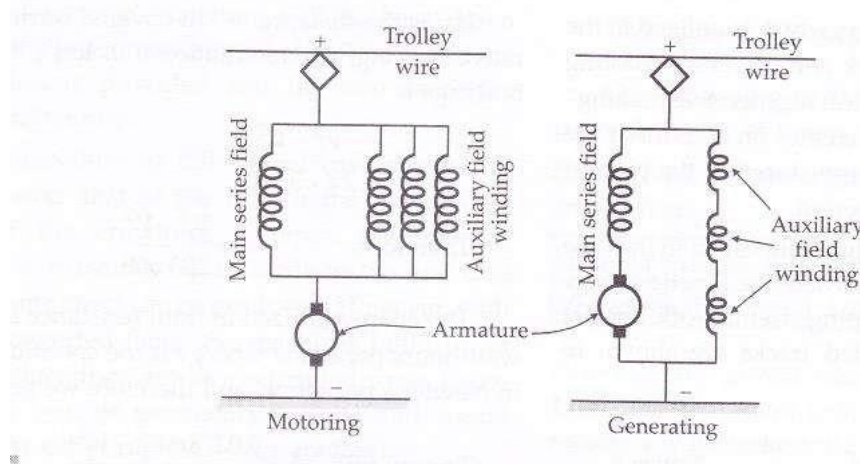 Trolley
wire
+
Main series field
Auxiliary field
winding
Motoring
Armature
Trolley
wire
+
Main series field
Auxiliary
field
winding
−
Generating